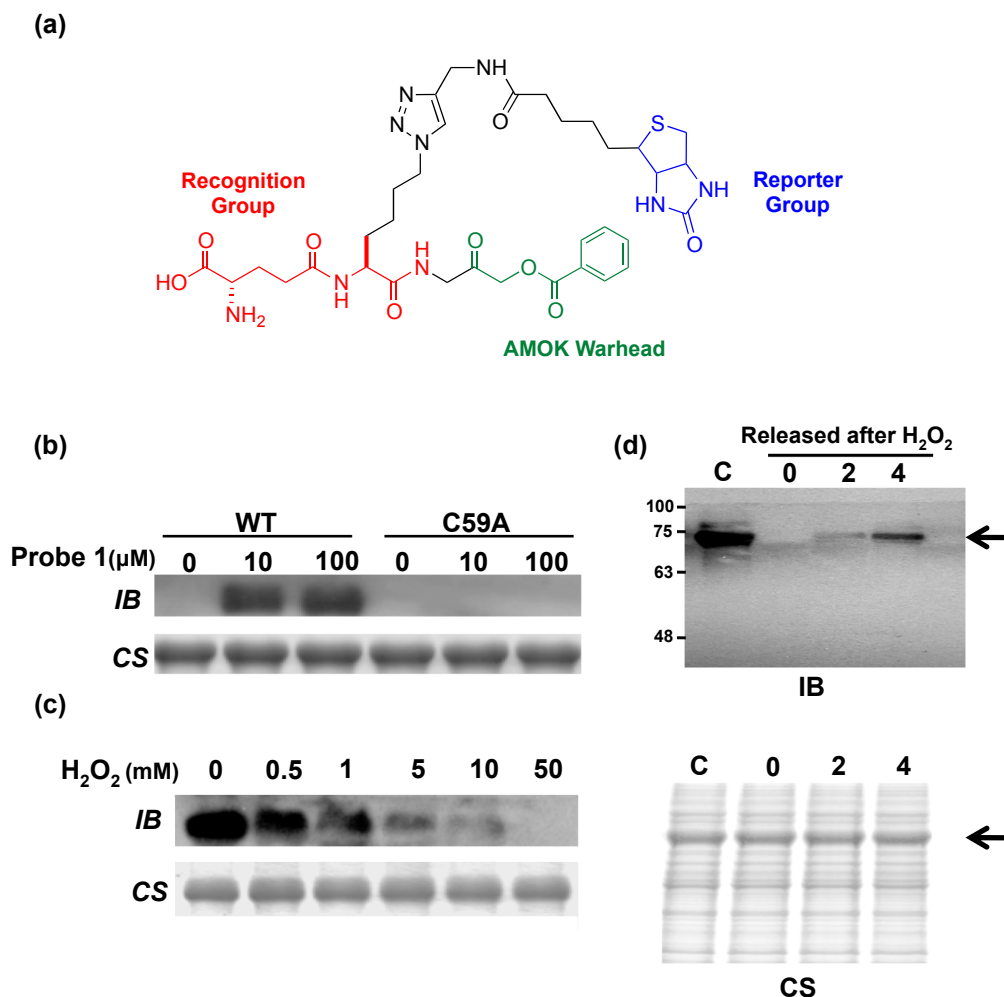 (a)
NH
N
N
N
O
S
Recognition
Group
HN
NH
Reporter
Group
O
O
HO
NH2
O
N
H
O
H
N
O
O
O
AMOK Warhead
(b)
WT
C59A
Probe 1(µM)
0 10 100 0 10 100
IB
CS
(c)
H2O2 (mM) 0 0.5 1 5 10 50
IB
CS
(d)
Released after H2O2
C 0 2 4
100
75
63
48
IB
C 0 2 4
CS